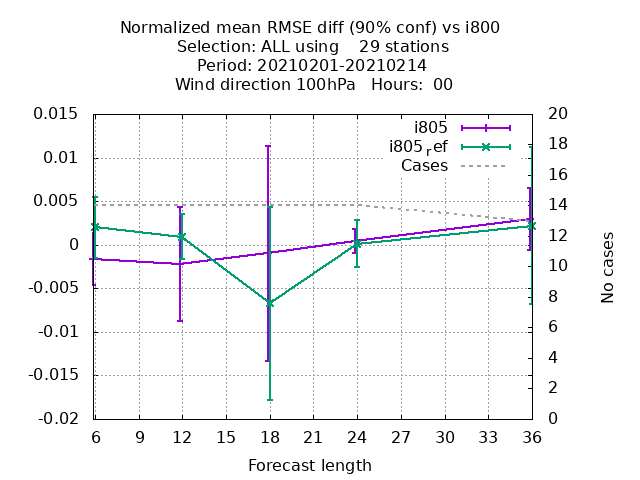 Normalized mean RMSE diff (90% conf) vs i800
Selection: ALL using    29 stations
Period: 20210201-20210214
Wind direction 100hPa   Hours:  00
0.015
0.01
0.005
0
-0.005
-0.01
-0.015
-0.02
20
18
16
14
12
10
8
6
4
2
0
i805
i805ref
Cases
No cases
6 9 12 15 18 21 24 27 30 33 36
Forecast length